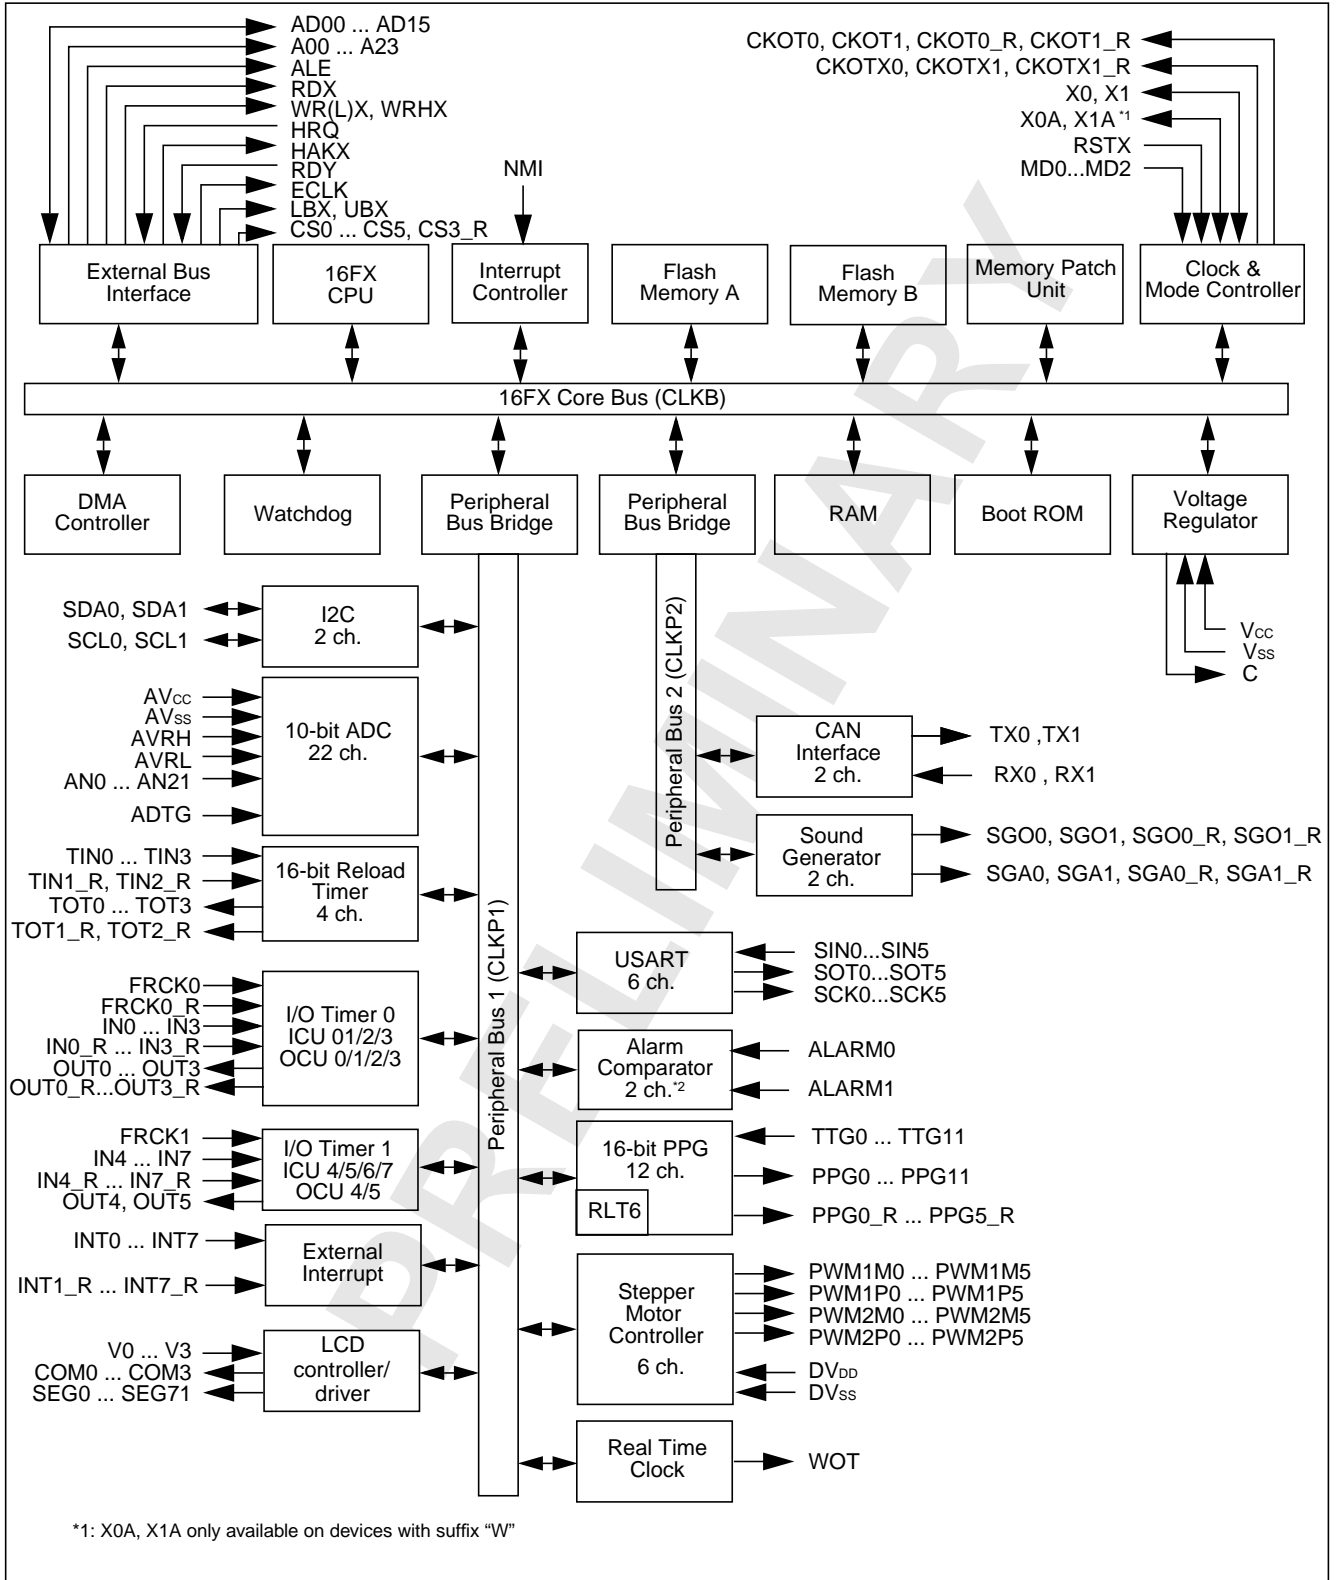 AD00 ... AD15
A00 ... A23
ALE
RDX
WR(L)X, WRHX
HRQ
HAKX
RDY
ECLK
LBX, UBX
CS0 ... CS5, CS3_R
NMI
CKOT0, CKOT1, CKOT0_R, CKOT1_R
CKOTX0, CKOTX1, CKOTX1_R
X0, X1
X0A, X1A *1
RSTX
MD0...MD2
External Bus
Interface
16FX
CPU
Interrupt
Controller
Flash
Memory A
Flash
Memory B
Memory Patch
Unit
Clock &
Mode Controller
16FX Core Bus (CLKB)
DMA
Controller
Watchdog
Peripheral
Bus Bridge
Peripheral
Bus Bridge
RAM
Boot ROM
Voltage
Regulator
VCC
VSS
C
Peripheral Bus 1 (CLKP1)
Peripheral Bus 2 (CLKP2)
SDA0, SDA1
SCL0, SCL1
I2C
2 ch.
AVCC
AVSS
AVRH
AVRL
AN0 ... AN21
ADTG
10-bit ADC
22 ch.
TIN0 ... TIN3
TIN1_R, TIN2_R
TOT0 ... TOT3
TOT1_R, TOT2_R
16-bit Reload
Timer
4 ch.
FRCK0
FRCK0_R
IN0 ... IN3
IN0_R ... IN3_R
OUT0 ... OUT3
OUT0_R...OUT3_R
I/O Timer 0
ICU 01/2/3
OCU 0/1/2/3
FRCK1
IN4 ... IN7
IN4_R ... IN7_R
OUT4, OUT5
I/O Timer 1
ICU 4/5/6/7
OCU 4/5
INT0 ... INT7
INT1_R ... INT7_R
External
Interrupt
V0 ... V3
COM0 ... COM3
SEG0 ... SEG71
LCD
controller/
driver
CAN
Interface
2 ch.
TX0 ,TX1
RX0 , RX1
Sound
Generator
2 ch.
SGO0, SGO1, SGO0_R, SGO1_R
SGA0, SGA1, SGA0_R, SGA1_R
USART
6 ch.
SIN0...SIN5
SOT0...SOT5
SCK0...SCK5
Alarm
Comparator
2 ch.*2
ALARM0
ALARM1
16-bit PPG
12 ch.
RLT6
TTG0 ... TTG11
PPG0 ... PPG11
PPG0_R ... PPG5_R
Stepper
Motor
Controller
6 ch.
PWM1M0 ... PWM1M5
PWM1P0 ... PWM1P5
PWM2M0 ... PWM2M5
PWM2P0 ... PWM2P5
DVDD
DVSS
Real Time
Clock
WOT
*1: X0A, X1A only available on devices with suffix “W”
PRELIMINARY